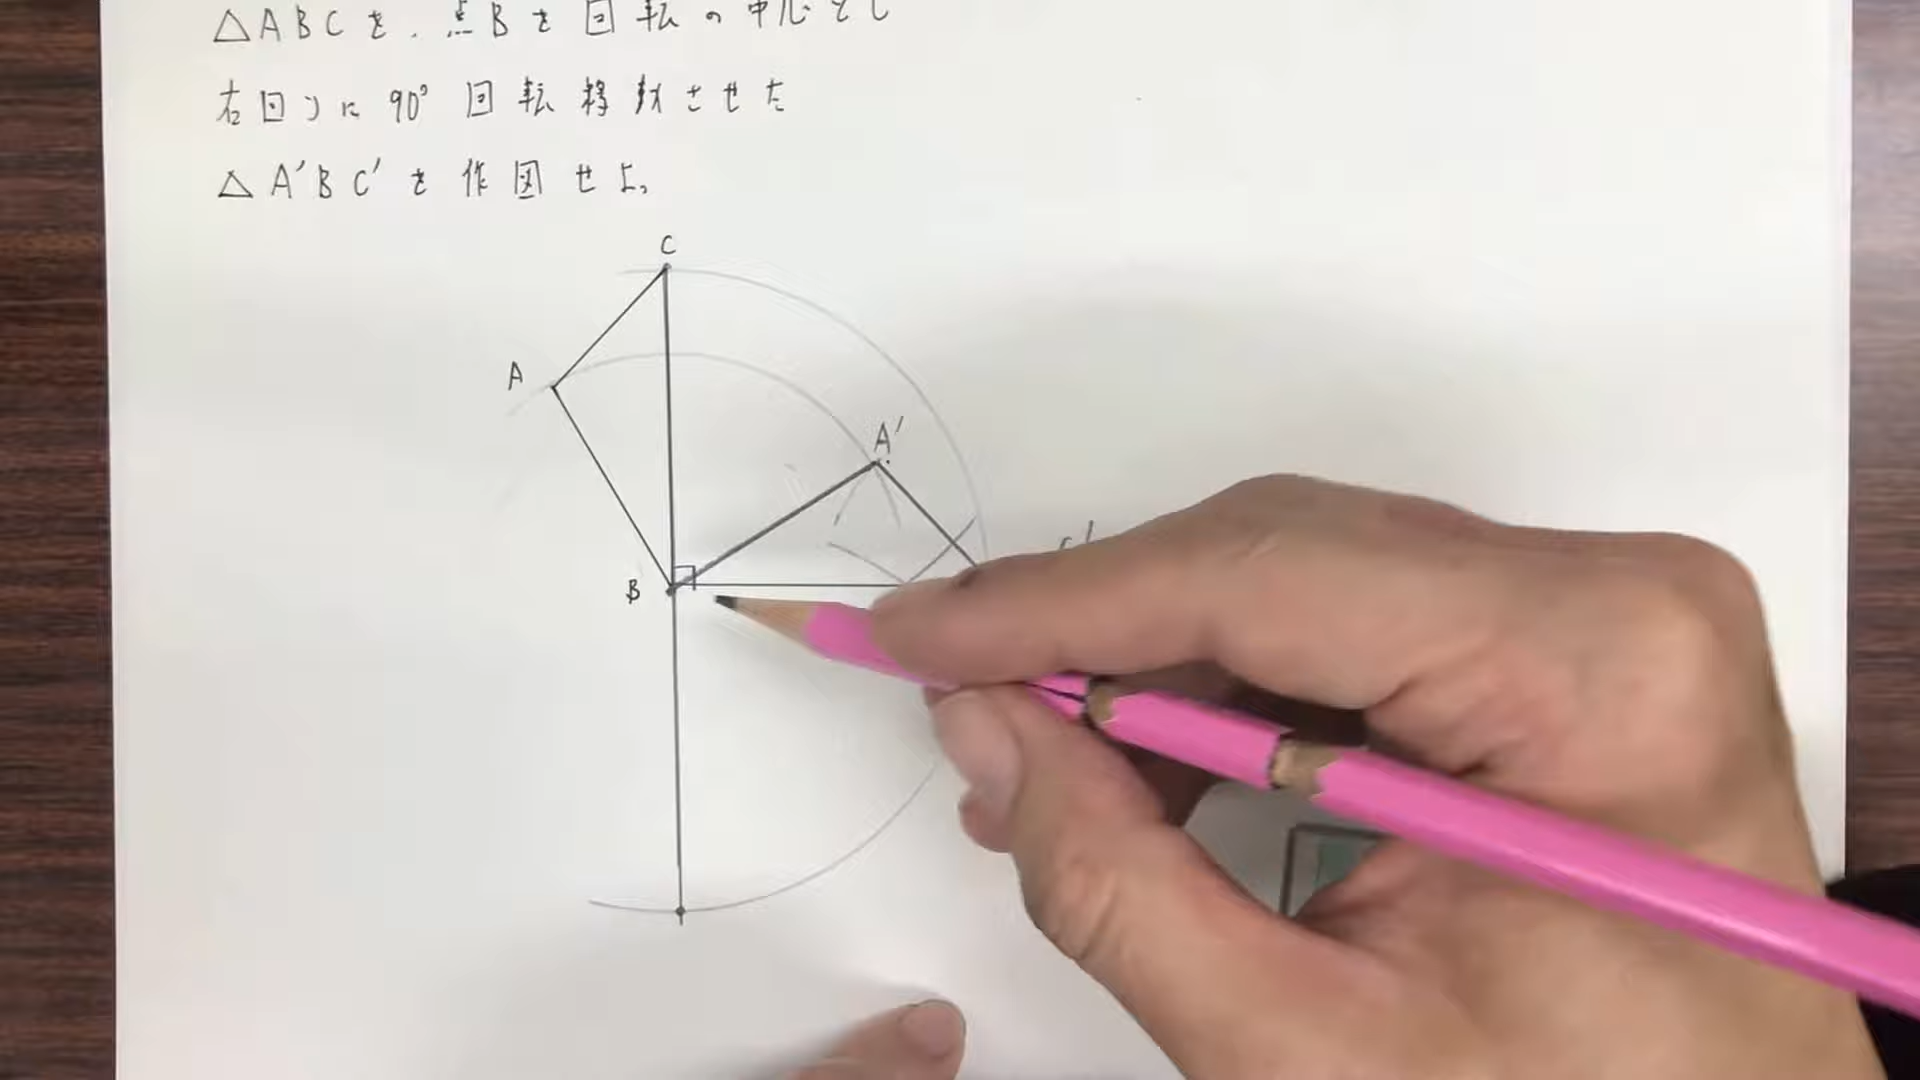 △ABCを、点Bを回転の中心とし
右回りに90°回転移動させた
△A'BC'を作図せよ。
C
A
A'
C'
B